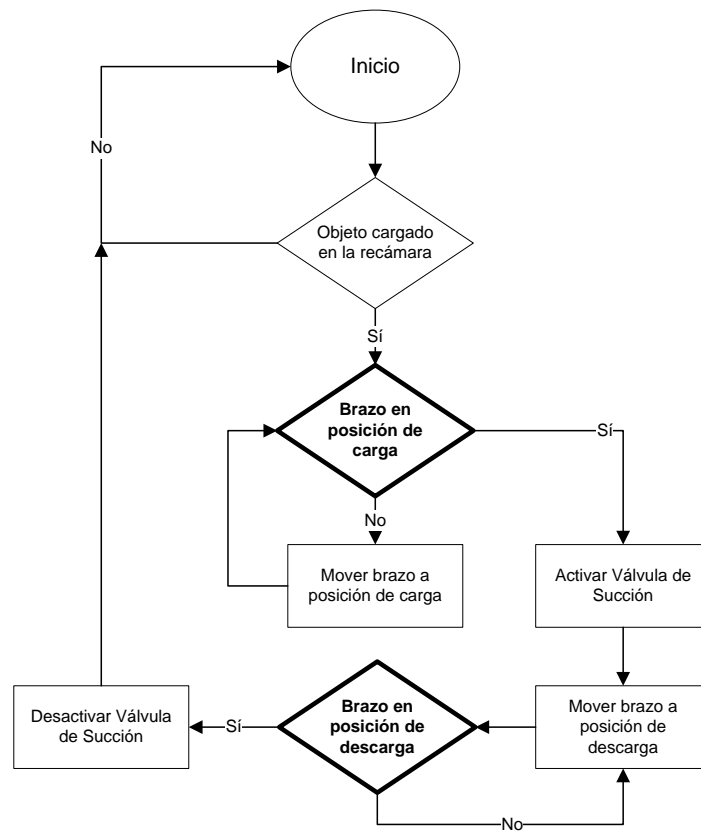 Inicio
No
Objeto cargado
en la recámara
Sí
Brazo en
posición de
carga
Sí
No
Mover brazo a
posición de carga
Activar Válvula de
Succión
Desactivar Válvula
de Succión
Sí
Brazo en
posición de
descarga
Mover brazo a
posición de
descarga
No